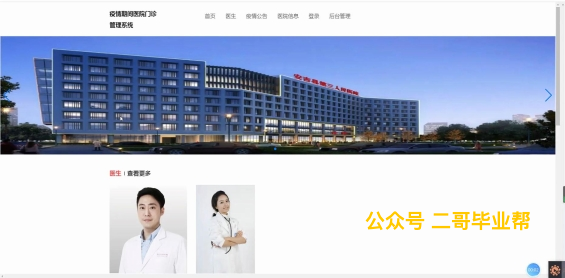 疫情期间医院门诊
管理系统
首页 医生 疫情公告 医院信息 登录 后台管理
医生 | 查看更多
公众号 二哥毕业帮